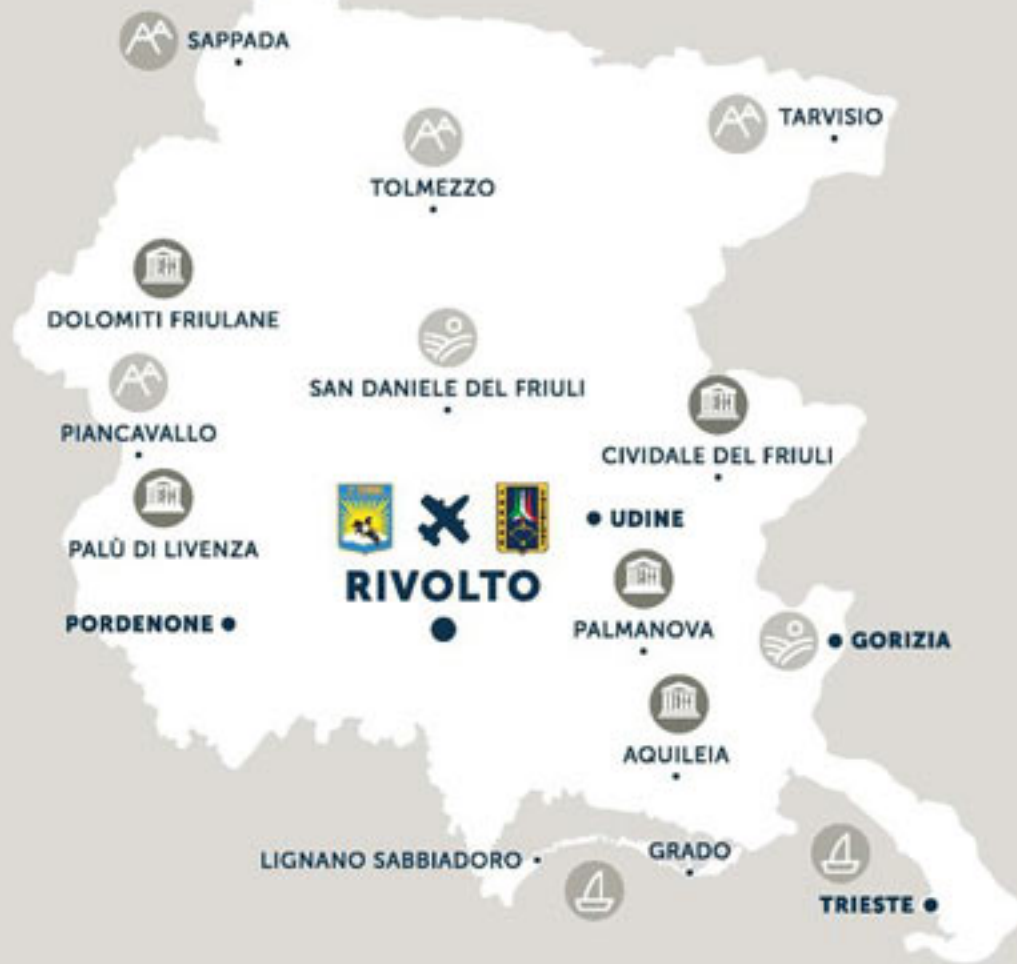 SAPPADA
TARVISIO
TOLMEZZO
DOLOMITI FRIULANE
SAN DANIELE DEL FRIULI
PIANCAVALLO
CIVIDALE DEL FRIULI
UDINE
PALÙ DI LIVENZA
RIVOLTO
PORDENONE
PALMANOVA
GORIZIA
AQUILEIA
LIGNANO SABBIADORO
GRADO
TRIESTE